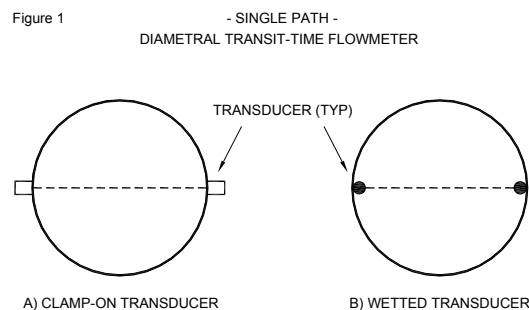 Figure 1
- SINGLE PATH -
DIAMETRAL TRANSIT-TIME FLOWMETER
TRANSDUCER (TYP)
A) CLAMP-ON TRANSDUCER
B) WETTED TRANSDUCER